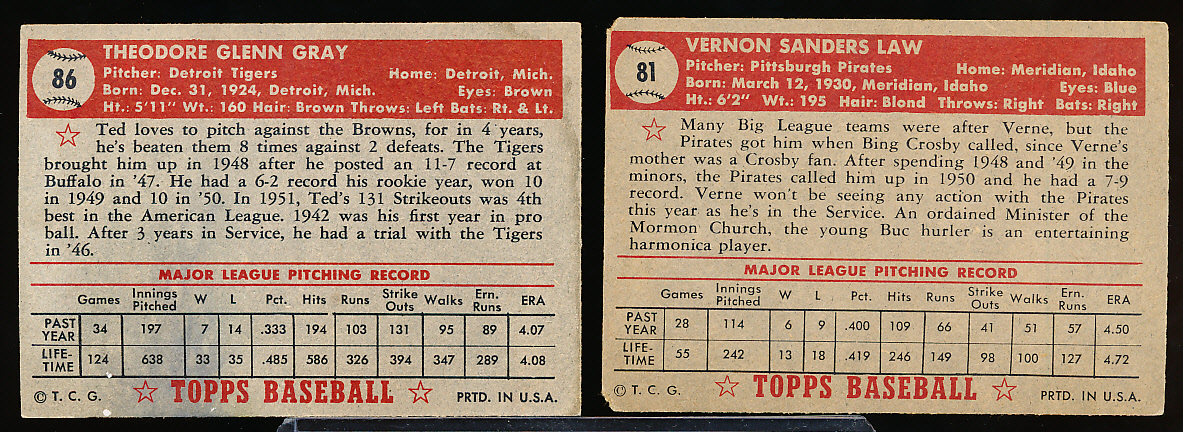 86
THEODORE GLENN GRAY
Pitcher: Detroit Tigers Home: Detroit, Mich.
Born: Dec. 31, 1924, Detroit, Mich. Eyes: Brown
Ht.: 5'11" Wt.: 160 Hair: Brown Throws: Left Bats: Rt. & Lt.
Ted loves to pitch against the Browns, for in 4 years,
he's beaten them 8 times against 2 defeats. The Tigers
brought him up in 1948 after he posted an 11-7 record at
Buffalo in '47. He had a 6-2 record his rookie year, won 10
in 1949 and 10 in '50. In 1951, Ted's 131 Strikeouts was 4th
best in the American League. 1942 was his first year in pro
ball. After 3 years in Service, he had a trial with the Tigers
in '46.
MAJOR LEAGUE PITCHING RECORD
Games Innings Pitched W L Pct. Hits Runs Strike Outs Walks Ern. Runs ERA
PAST YEAR 34 197 7 14 .333 194 103 131 95 89 4.07
LIFE-TIME 124 638 33 35 .485 586 326 394 347 289 4.08
© T. C. G. TOPPS BASEBALL PRTD. IN U.S.A.
81
VERNON SANDERS LAW
Pitcher: Pittsburgh Pirates Home: Meridian, Idaho
Born: March 12, 1930, Meridian, Idaho Eyes: Blue
Ht.: 6'2" Wt.: 195 Hair: Blond Throws: Right Bats: Right
Many Big League teams were after Verne, but the
Pirates got him when Bing Crosby called, since Verne's
mother was a Crosby fan. After spending 1948 and '49 in the
minors, the Pirates called him up in 1950 and he had a 7-9
record. Verne won't be seeing any action with the Pirates
this year as he's in the Service. An ordained Minister of the
Mormon Church, the young Buc hurler is an entertaining
harmonica player.
MAJOR LEAGUE PITCHING RECORD
Games Innings Pitched W L Pct. Hits Runs Strike Outs Walks Ern. Runs ERA
PAST YEAR 28 114 6 9 .400 109 66 41 51 57 4.50
LIFE-TIME 55 242 13 18 .419 246 149 98 100 127 4.72
© T. C. G. TOPPS BASEBALL PRTD. IN U.S.A.